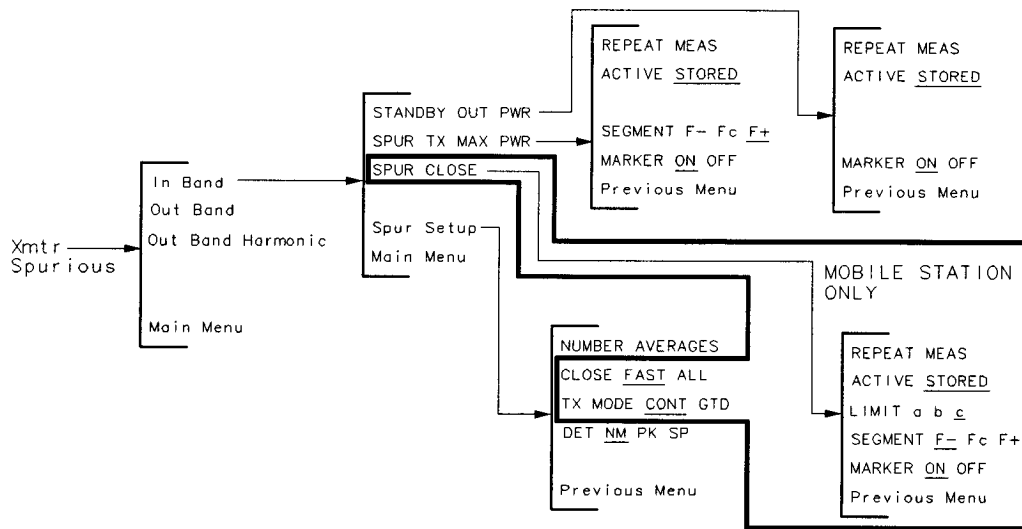 Xmtr
Spurious
In Band
Out Band
Out Band Harmonic
Main Menu
STANDBY OUT PWR
SPUR TX MAX PWR
SPUR CLOSE
Spur Setup
Main Menu
REPEAT MEAS
ACTIVE STORED
SEGMENT F- Fc F+
MARKER ON OFF
Previous Menu
REPEAT MEAS
ACTIVE STORED
MARKER ON OFF
Previous Menu
MOBILE STATION
ONLY
NUMBER AVERAGES
CLOSE FAST ALL
TX MODE CONT GTD
DET NM PK SP
Previous Menu
REPEAT MEAS
ACTIVE STORED
LIMIT a b c
SEGMENT F- Fc F+
MARKER ON OFF
Previous Menu